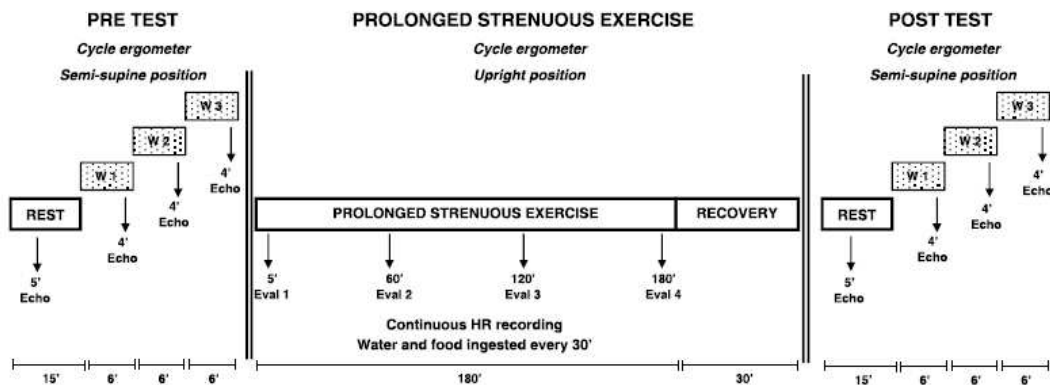 PRE TEST
Cycle ergometer
Semi-supine position
W 3
W 2
W 1
4'
Echo
4'
Echo
4'
Echo
REST
5'
Echo
15'
6'
6'
6'
PROLONGED STRENUOUS EXERCISE
Cycle ergometer
Upright position
PROLONGED STRENUOUS EXERCISE
RECOVERY
5'
Eval 1
60'
Eval 2
120'
Eval 3
180'
Eval 4
Continuous HR recording
Water and food ingested every 30'
180'
30'
POST TEST
Cycle ergometer
Semi-supine position
W 3
W 2
W 1
4'
Echo
4'
Echo
4'
Echo
REST
5'
Echo
15'
6'
6'
6'